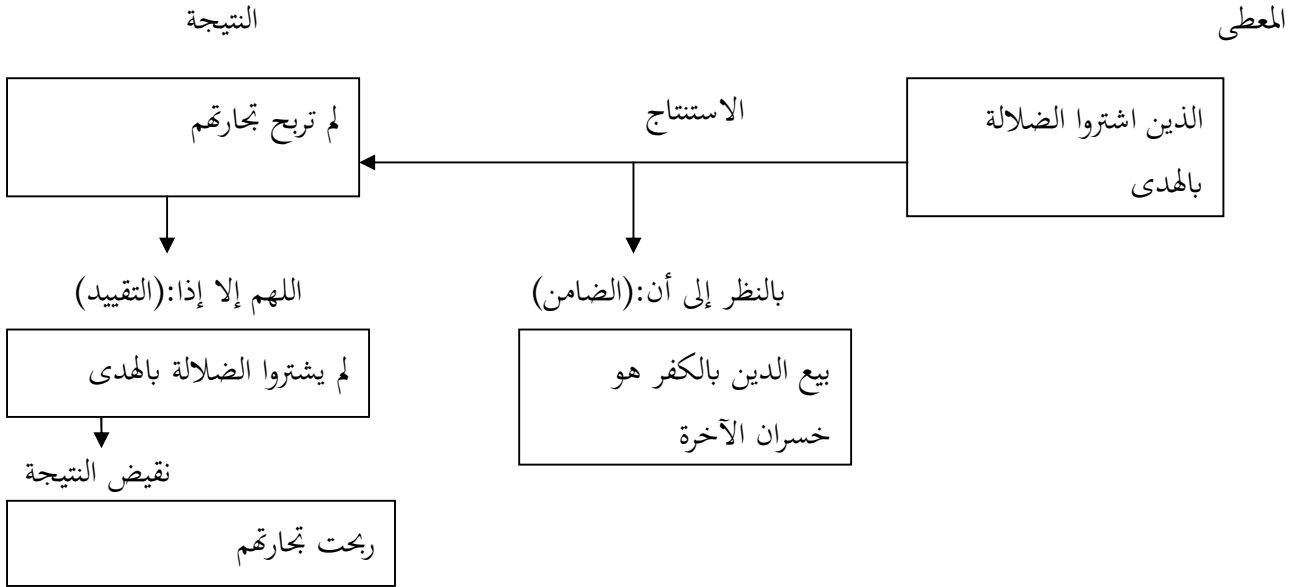 المعطى
النتيجة
الذين اشتروا الضلالة
بالهدى
الاستنتاج
لم تربح تجارتهم
بالنظر إلى أن:(الضامن)
اللهم إلا إذا:(التقييد)
بيع الدين بالكفر هو
خسران الآخرة
لم يشتروا الضلالة بالهدى
نقيض النتيجة
ربحت تجارتهم